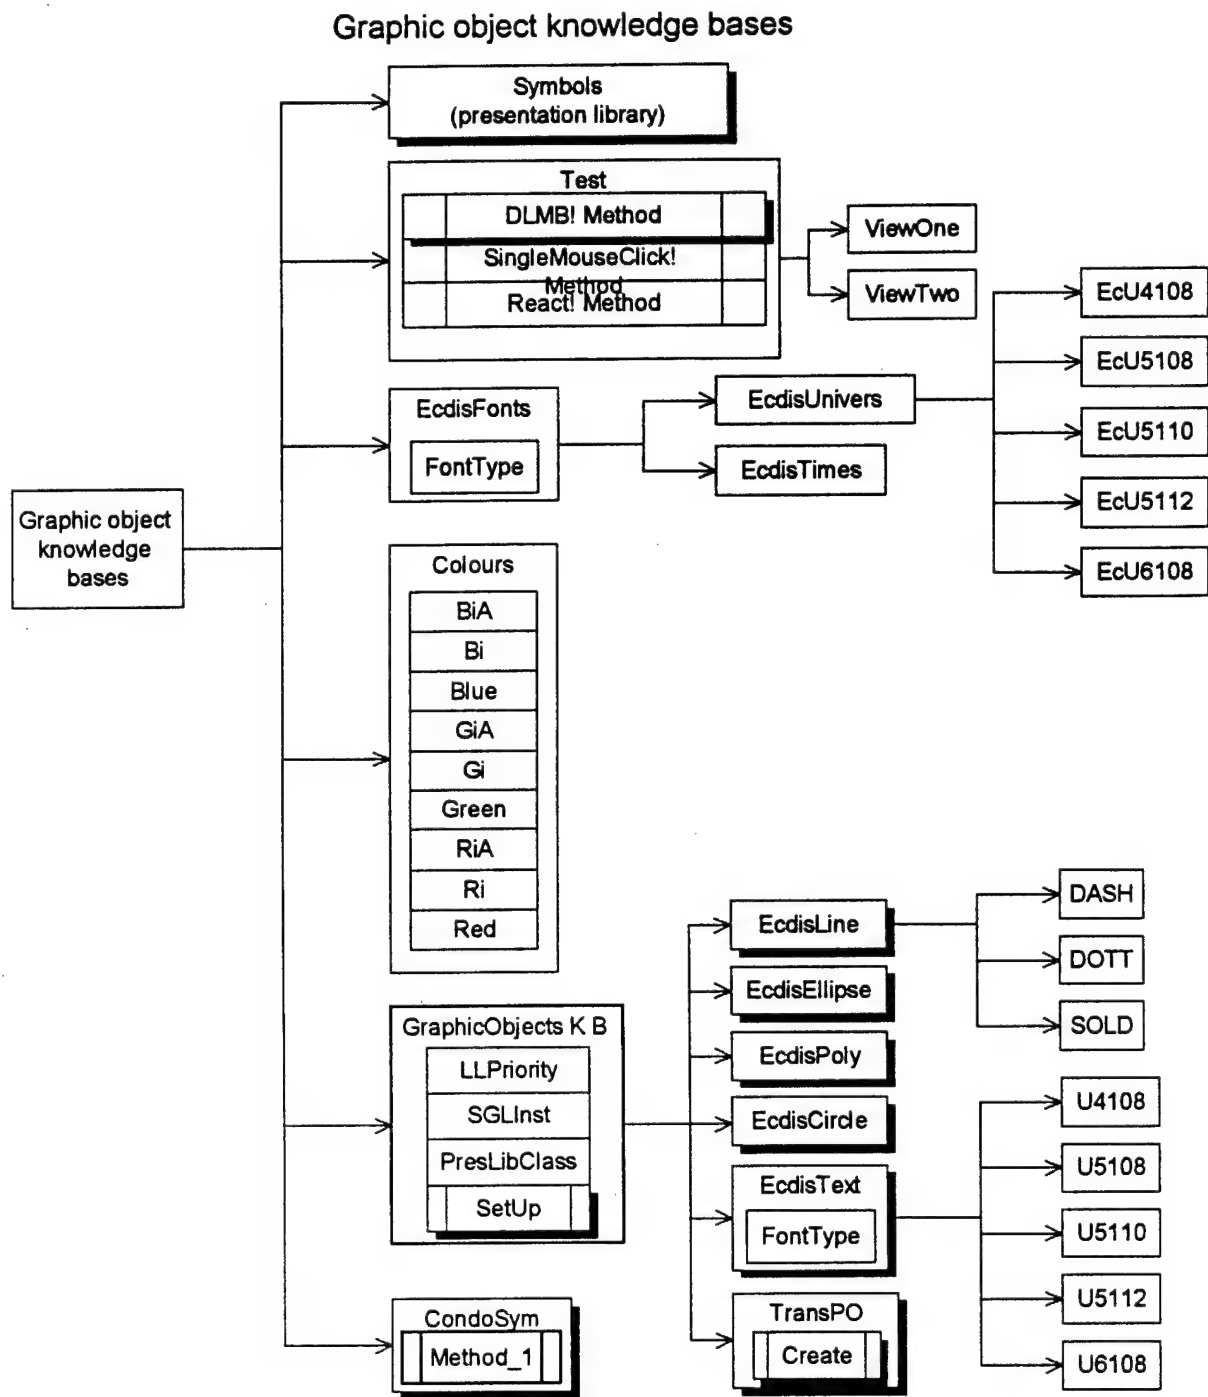 Graphic object knowledge bases
Symbols
(presentation library)
Test
DLMB! Method
SingleMouseClick!
Method
React! Method
ViewOne
ViewTwo
EcdisFonts
FontType
EcdisUnivers
EcdisTimes
EcU4108
EcU5108
EcU5110
EcU5112
EcU6108
Graphic object
knowledge
bases
Colours
BiA
Bi
Blue
GiA
Gi
Green
RiA
Ri
Red
GraphicObjects K B
LLPriority
SGLInst
PresLibClass
SetUp
EcdisLine
EcdisEllipse
EcdisPoly
EcdisCircle
EcdisText
FontType
TransPO
Create
DASH
DOTT
SOLD
U4108
U5108
U5110
U5112
U6108
CondoSym
Method_1